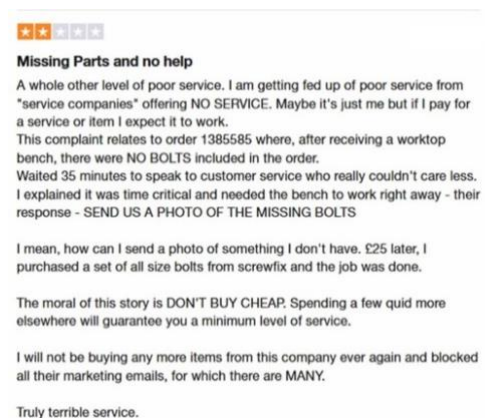 Missing Parts and no help
A whole other level of poor service. I am getting fed up of poor service from
"service companies" offering NO SERVICE. Maybe it's just me but if I pay for
a service or item I expect it to work.
This complaint relates to order 1385585 where, after receiving a worktop
bench, there were NO BOLTS included in the order.
Waited 35 minutes to speak to customer service who really couldn't care less.
I explained it was time critical and needed the bench to work right away - their
response - SEND US A PHOTO OF THE MISSING BOLTS
I mean, how can I send a photo of something I don't have. £25 later, I
purchased a set of all size bolts from screwfix and the job was done.
The moral of this story is DON'T BUY CHEAP. Spending a few quid more
elsewhere will guarantee you a minimum level of service.
I will not be buying any more items from this company ever again and blocked
all their marketing emails, for which there are MANY.
Truly terrible service.